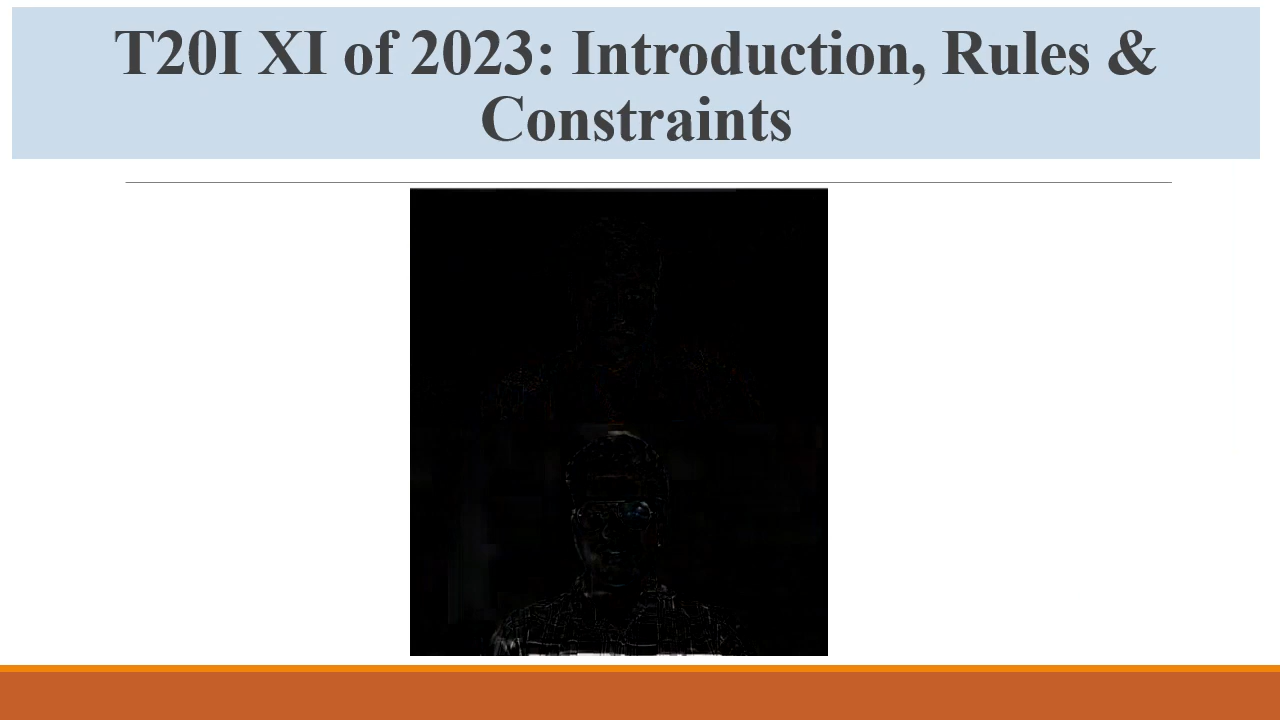 T20I XI of 2023: Introduction, Rules &
Constraints